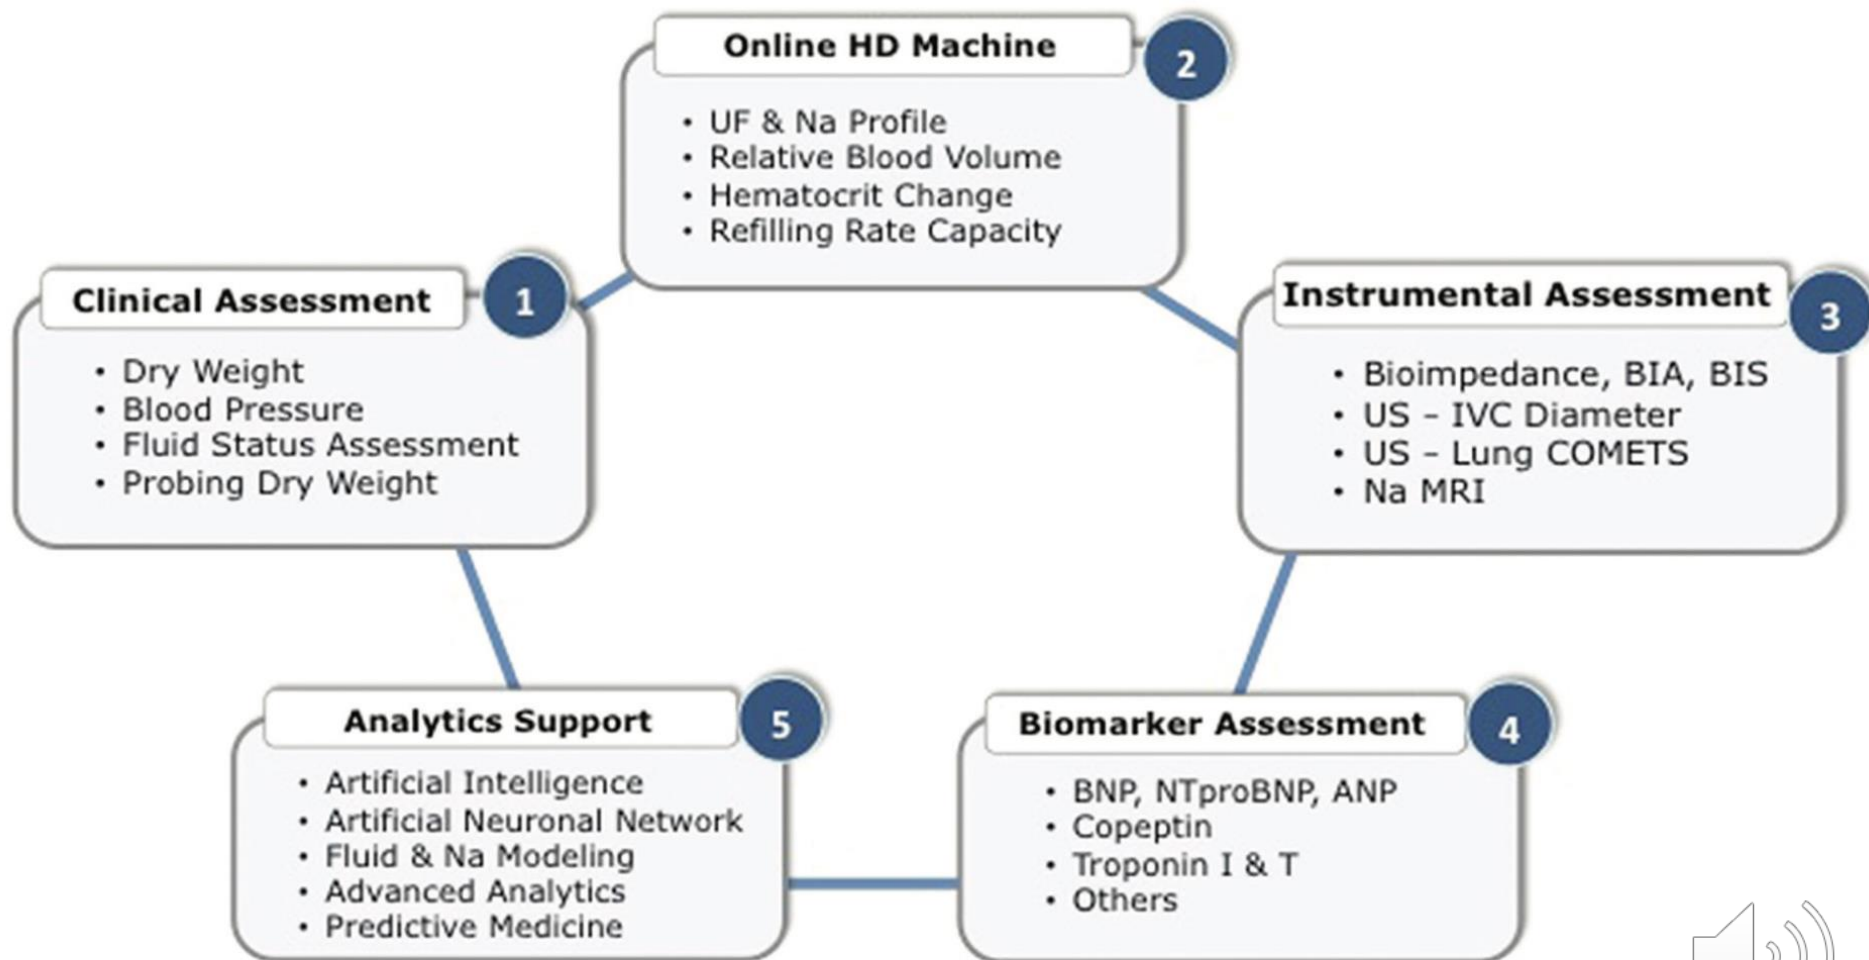 Clinical Assessment
1
• Dry Weight
• Blood Pressure
• Fluid Status Assessment
• Probing Dry Weight
Online HD Machine
2
• UF & Na Profile
• Relative Blood Volume
• Hematocrit Change
• Refilling Rate Capacity
Instrumental Assessment
3
• Bioimpedance, BIA, BIS
• US – IVC Diameter
• US – Lung COMETS
• Na MRI
Biomarker Assessment
4
• BNP, NTproBNP, ANP
• Copeptin
• Troponin I & T
• Others
Analytics Support
5
• Artificial Intelligence
• Artificial Neuronal Network
• Fluid & Na Modeling
• Advanced Analytics
• Predictive Medicine